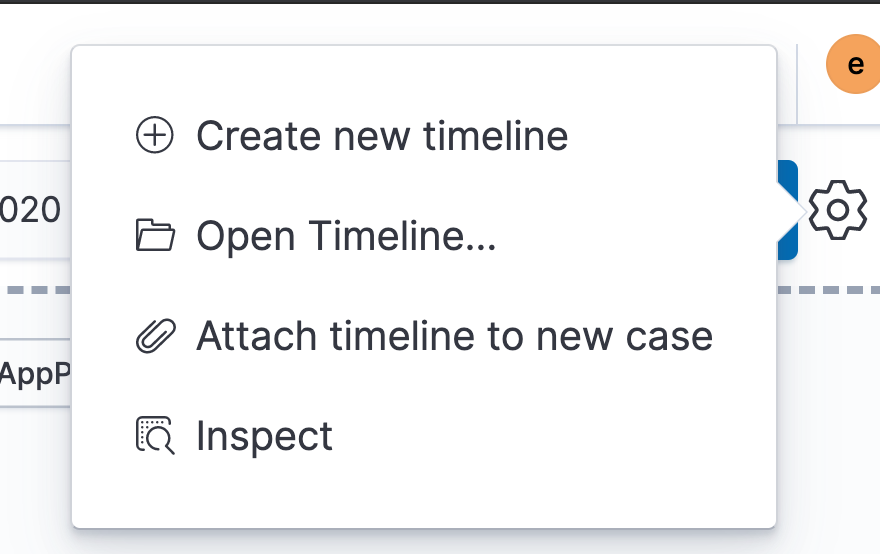 e
Create new timeline
020
Open Timeline...
Attach timeline to new case
AppP
Inspect